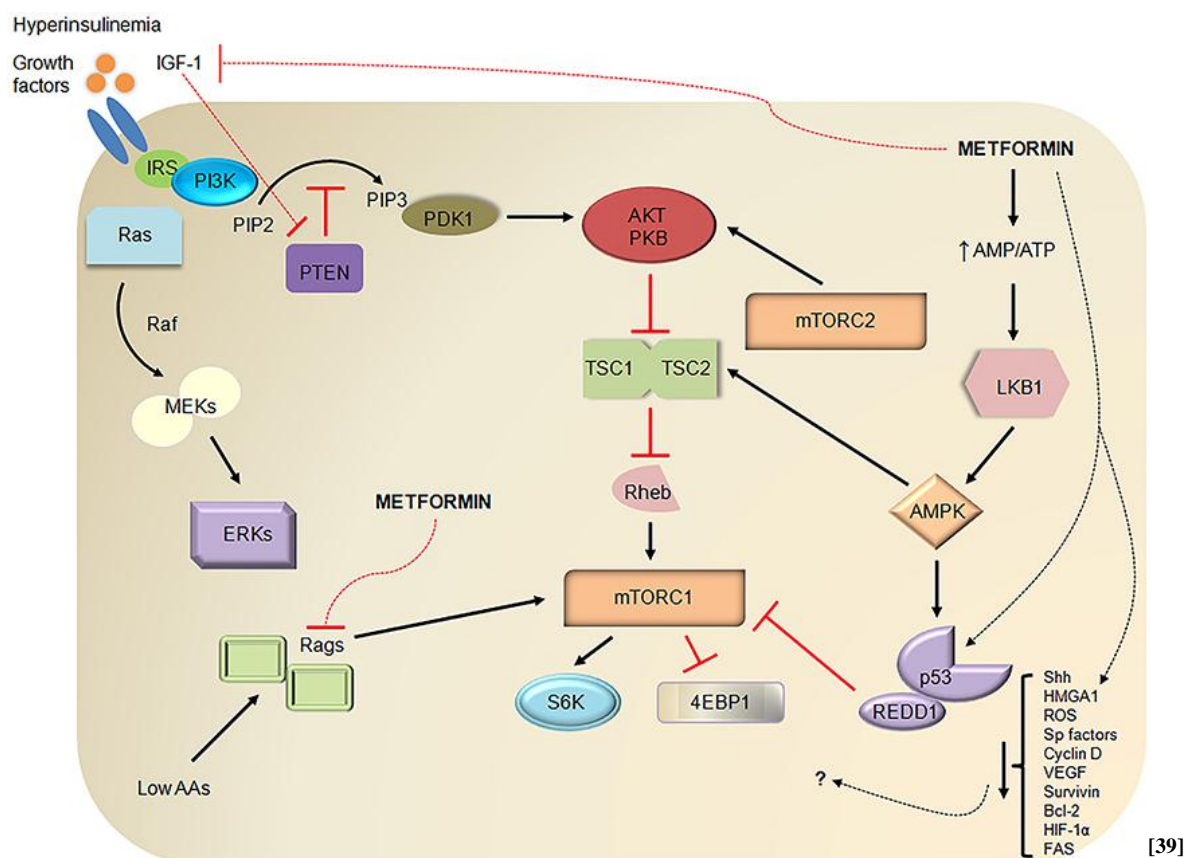 Hyperinsulinemia
Growth
factors
IGF-1
METFORMIN
IRS
PI3K
PIP2
PIP3
PDK1
AKT
PKB
Ras
PTEN
↑AMP/ATP
Raf
mTORC2
TSC1
TSC2
LKB1
MEKs
Rheb
METFORMIN
AMPK
ERKs
mTORC1
Rags
p53
S6K
4EBP1
REDD1
Shh
HMGA1
ROS
Sp factors
Cyclin D
VEGF
Survivin
Bcl-2
HIF-1α
FAS
Low AAs
?
[39]